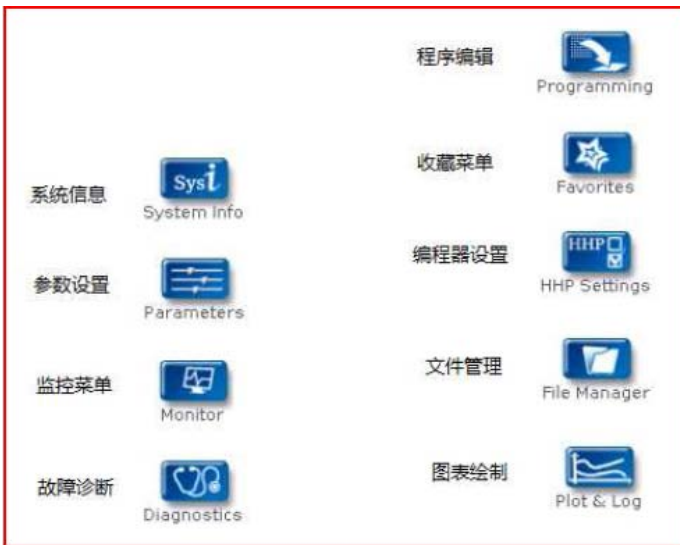 系统信息
Sysi
System Info
参数设置
Parameters
监控菜单
Monitor
故障诊断
Diagnostics
程序编辑
Programming
收藏菜单
Favorites
编程器设置
HHP
HHP Settings
文件管理
File Manager
图表绘制
Plot & Log